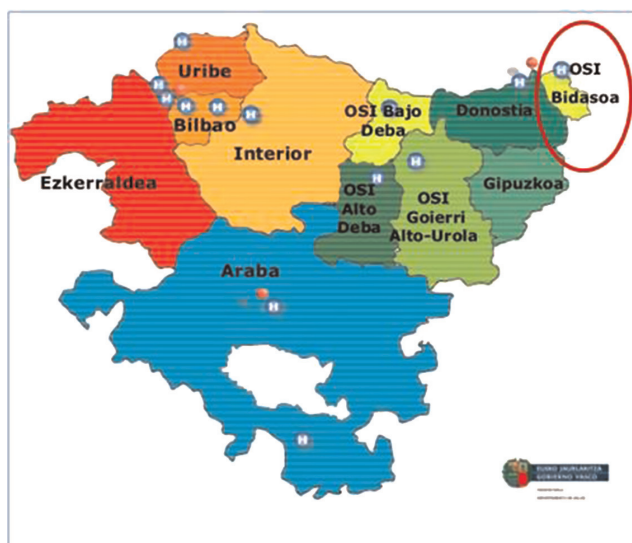 Uribe
Bilbao
Ezkerraldea
Interior
OSI Bajo
Deba
Donostia
OSI
Bidasoa
OSI
Alto
Deba
OSI
Goierri
Alto-Urola
Gipuzkoa
Araba
H
H
H
H
H
H
H
H
H
H
H
H
H
EUSKO JAURLARITZA
GOBIERNO VASCO